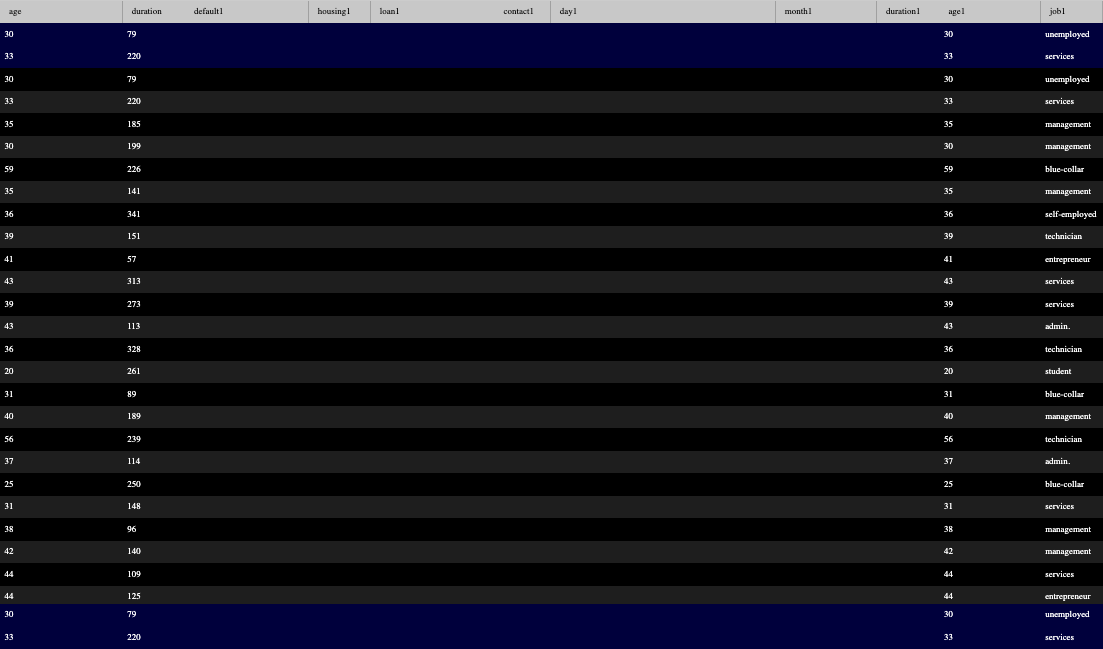 age duration default1 housing1 loan1 contact1 day1 month1 duration1 age1 job1
30 79 30 unemployed
33 220 33 services
30 79 30 unemployed
33 220 33 services
35 185 35 management
30 199 30 management
59 226 59 blue-collar
35 141 35 management
36 341 36 self-employed
39 151 39 technician
41 57 41 entrepreneur
43 313 43 services
39 273 39 services
43 113 43 admin.
36 328 36 technician
20 261 20 student
31 89 31 blue-collar
40 189 40 management
56 239 56 technician
37 114 37 admin.
25 250 25 blue-collar
31 148 31 services
38 96 38 management
42 140 42 management
44 109 44 services
44 125 44 entrepreneur
30 79 30 unemployed
33 220 33 services